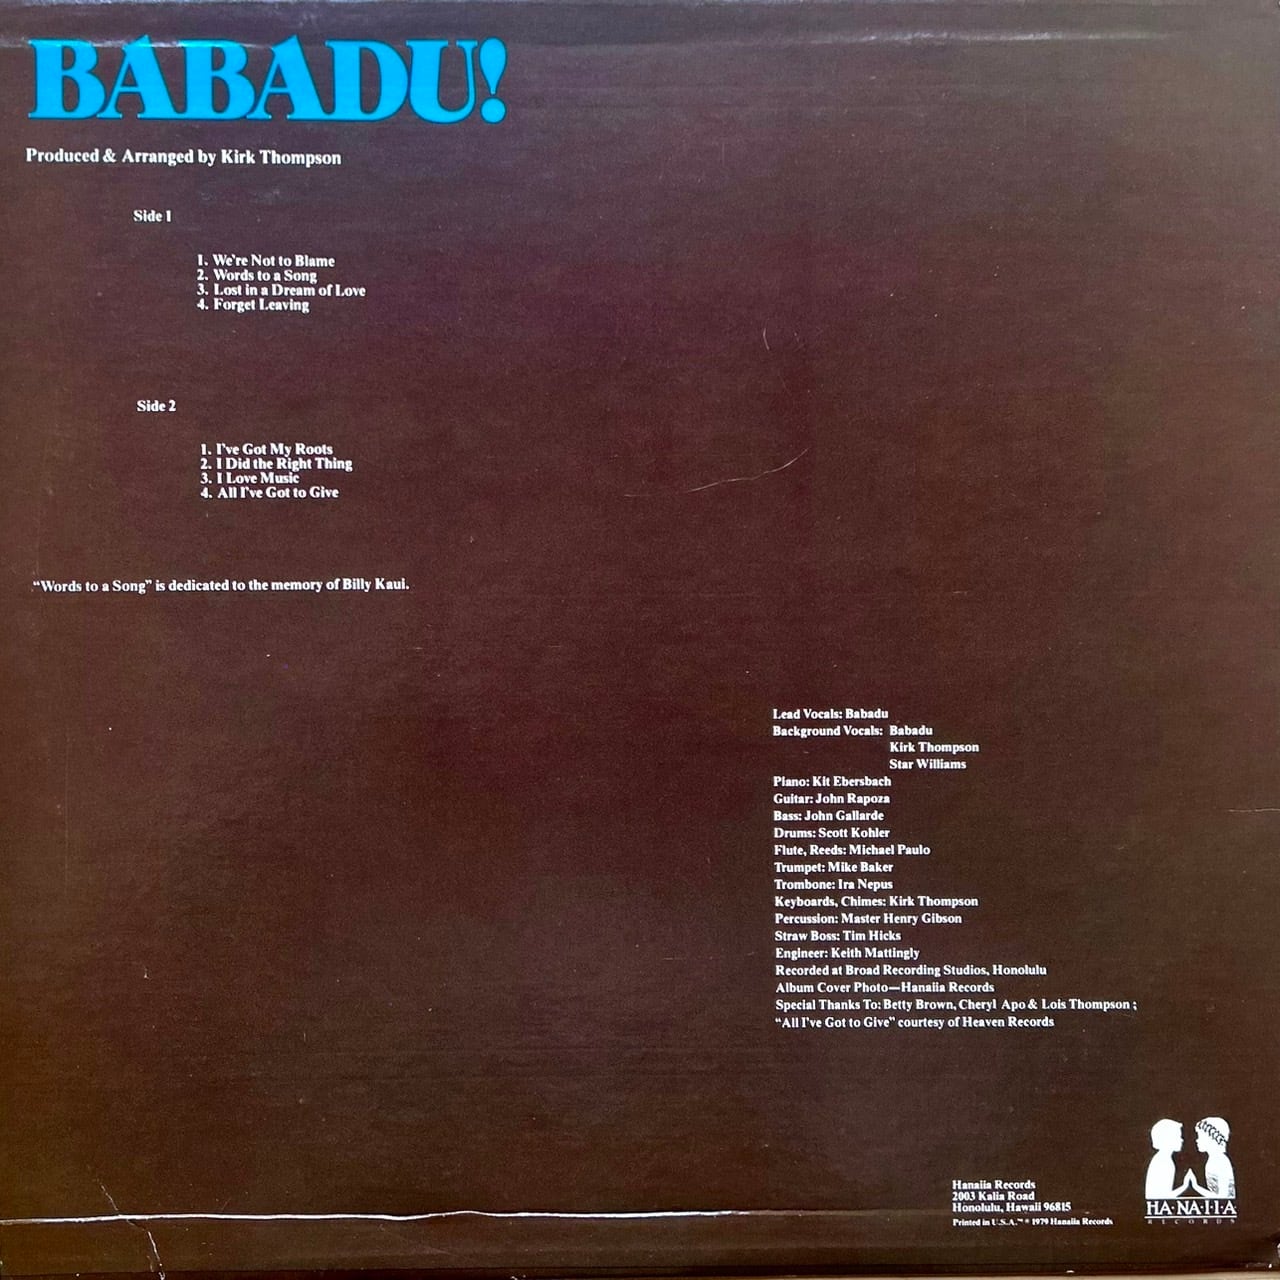 BABADU!
Produced & Arranged by Kirk Thompson
Side 1
1. We're Not to Blame
2. Words to a Song
3. Lost in a Dream of Love
4. Forget Leaving
Side 2
1. I've Got My Roots
2. I Did the Right Thing
3. I Love Music
4. All I've Got to Give
“Words to a Song” is dedicated to the memory of Billy Kaui.
Lead Vocals: Babadu
Background Vocals: Babadu
Kirk Thompson
Star Williams
Piano: Kit Ebersbach
Guitar: John Rapoza
Bass: John Gallarde
Drums: Scott Kohler
Flute, Reeds: Michael Paulo
Trumpet: Mike Baker
Trombone: Ira Nepus
Keyboards, Chimes: Kirk Thompson
Percussion: Master Henry Gibson
Straw Boss: Tim Hicks
Engineer: Keith Mattingly
Recorded at Broad Recording Studios, Honolulu
Album Cover Photo—Hanaiia Records
Special Thanks To: Betty Brown, Cheryl Apo & Lois Thompson ;
“All I've Got to Give” courtesy of Heaven Records
Hanaiia Records
2003 Kalia Road
Honolulu, Hawaii 96815
Printed in U.S.A.™ ® 1979 Hanaiia Records
HA·NA·I·I·A
RECORDS